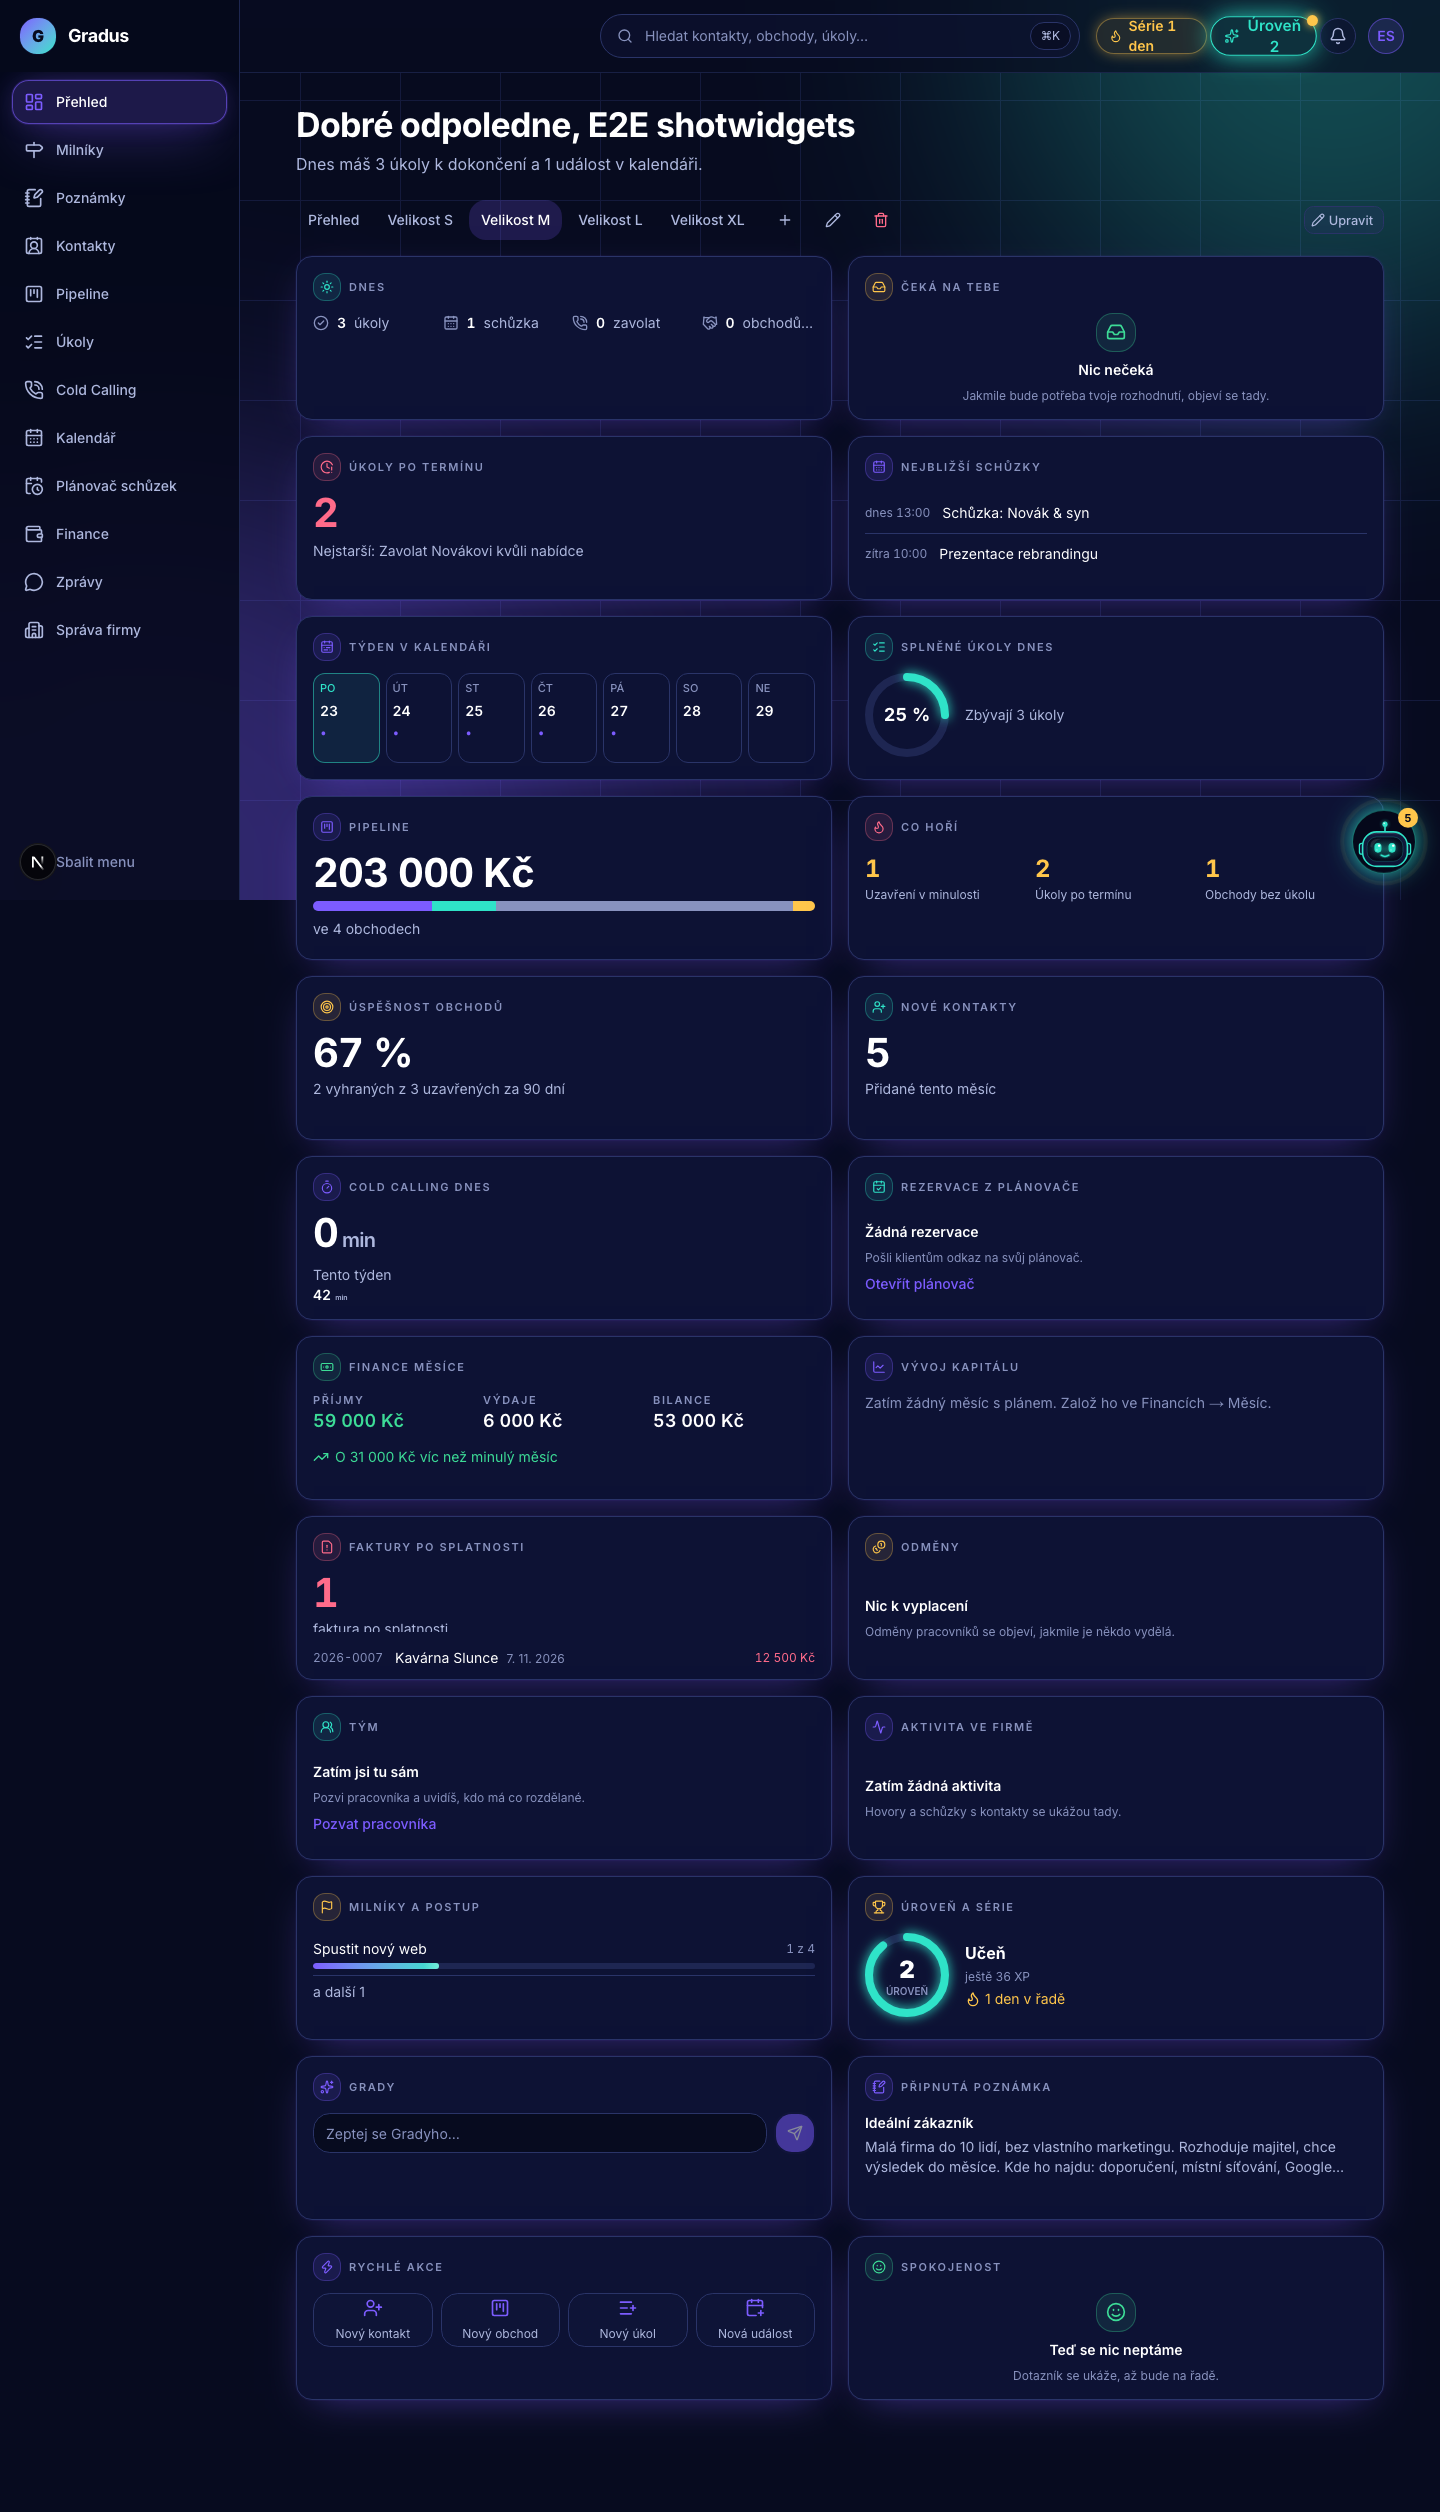 G Gradus
Hledat kontakty, obchody, úkoly...
⌘K
Série 1 den
Úroveň 2
ES
Přehled
Milníky
Poznámky
Kontakty
Pipeline
Úkoly
Cold Calling
Kalendář
Plánovač schůzek
Finance
Zprávy
Správa firmy
N Sbalit menu
Dobré odpoledne, E2E shotwidgets
Dnes máš 3 úkoly k dokončení a 1 událost v kalendáři.
Přehled Velikost S Velikost M Velikost L Velikost XL
Upravit
DNES
3 úkoly 1 schůzka 0 zavolat 0 obchodů...
ČEKÁ NA TEBE
Nic nečeká
Jakmile bude potřeba tvoje rozhodnutí, objeví se tady.
ÚKOLY PO TERMÍNU
2
Nejstarší: Zavolat Novákovi kvůli nabídce
NEJBLIŽŠÍ SCHŮZKY
dnes 13:00 Schůzka: Novák & syn
zítra 10:00 Prezentace rebrandingu
TÝDEN V KALENDÁŘI
PO ÚT ST ČT PÁ SO NE
23 24 25 26 27 28 29
SPLNĚNÉ ÚKOLY DNES
25 %
Zbývají 3 úkoly
PIPELINE
203 000 Kč
ve 4 obchodech
CO HOŘÍ
1 2 1
Uzavření v minulosti Úkoly po termínu Obchody bez úkolu
5
ÚSPĚŠNOST OBCHODŮ
67 %
2 vyhraných z 3 uzavřených za 90 dní
NOVÉ KONTAKTY
5
Přidané tento měsíc
COLD CALLING DNES
0 min
Tento týden
42 min
REZERVACE Z PLÁNOVAČE
Žádná rezervace
Pošli klientům odkaz na svůj plánovač.
Otevřít plánovač
FINANCE MĚSÍCE
PŘÍJMY VÝDAJE BILANCE
59 000 Kč 6 000 Kč 53 000 Kč
O 31 000 Kč víc než minulý měsíc
VÝVOJ KAPITÁLU
Zatím žádný měsíc s plánem. Založ ho ve Financích → Měsíc.
FAKTURY PO SPLATNOSTI
1
faktura po splatnosti
2026-0007 Kavárna Slunce 7. 11. 2026 12 500 Kč
ODMĚNY
Nic k vyplacení
Odměny pracovníků se objeví, jakmile je někdo vydělá.
TÝM
Zatím jsi tu sám
Pozvi pracovníka a uvidíš, kdo má co rozdělané.
Pozvat pracovníka
AKTIVITA VE FIRMĚ
Zatím žádná aktivita
Hovory a schůzky s kontakty se ukážou tady.
MILNÍKY A POSTUP
Spustit nový web 1 z 4
a další 1
ÚROVEŇ A SÉRIE
2
ÚROVEŇ
Učeň
ještě 36 XP
1 den v řadě
GRADY
Zeptej se Gradyho...
PŘIPNUTÁ POZNÁMKA
Ideální zákazník
Malá firma do 10 lidí, bez vlastního marketingu. Rozhoduje majitel, chce
výsledek do měsíce. Kde ho najdu: doporučení, místní síťování, Google...
RYCHLÉ AKCE
Nový kontakt Nový obchod Nový úkol Nová událost
SPOKOJENOST
Teď se nic neptáme
Dotazník se ukáže, až bude na řadě.